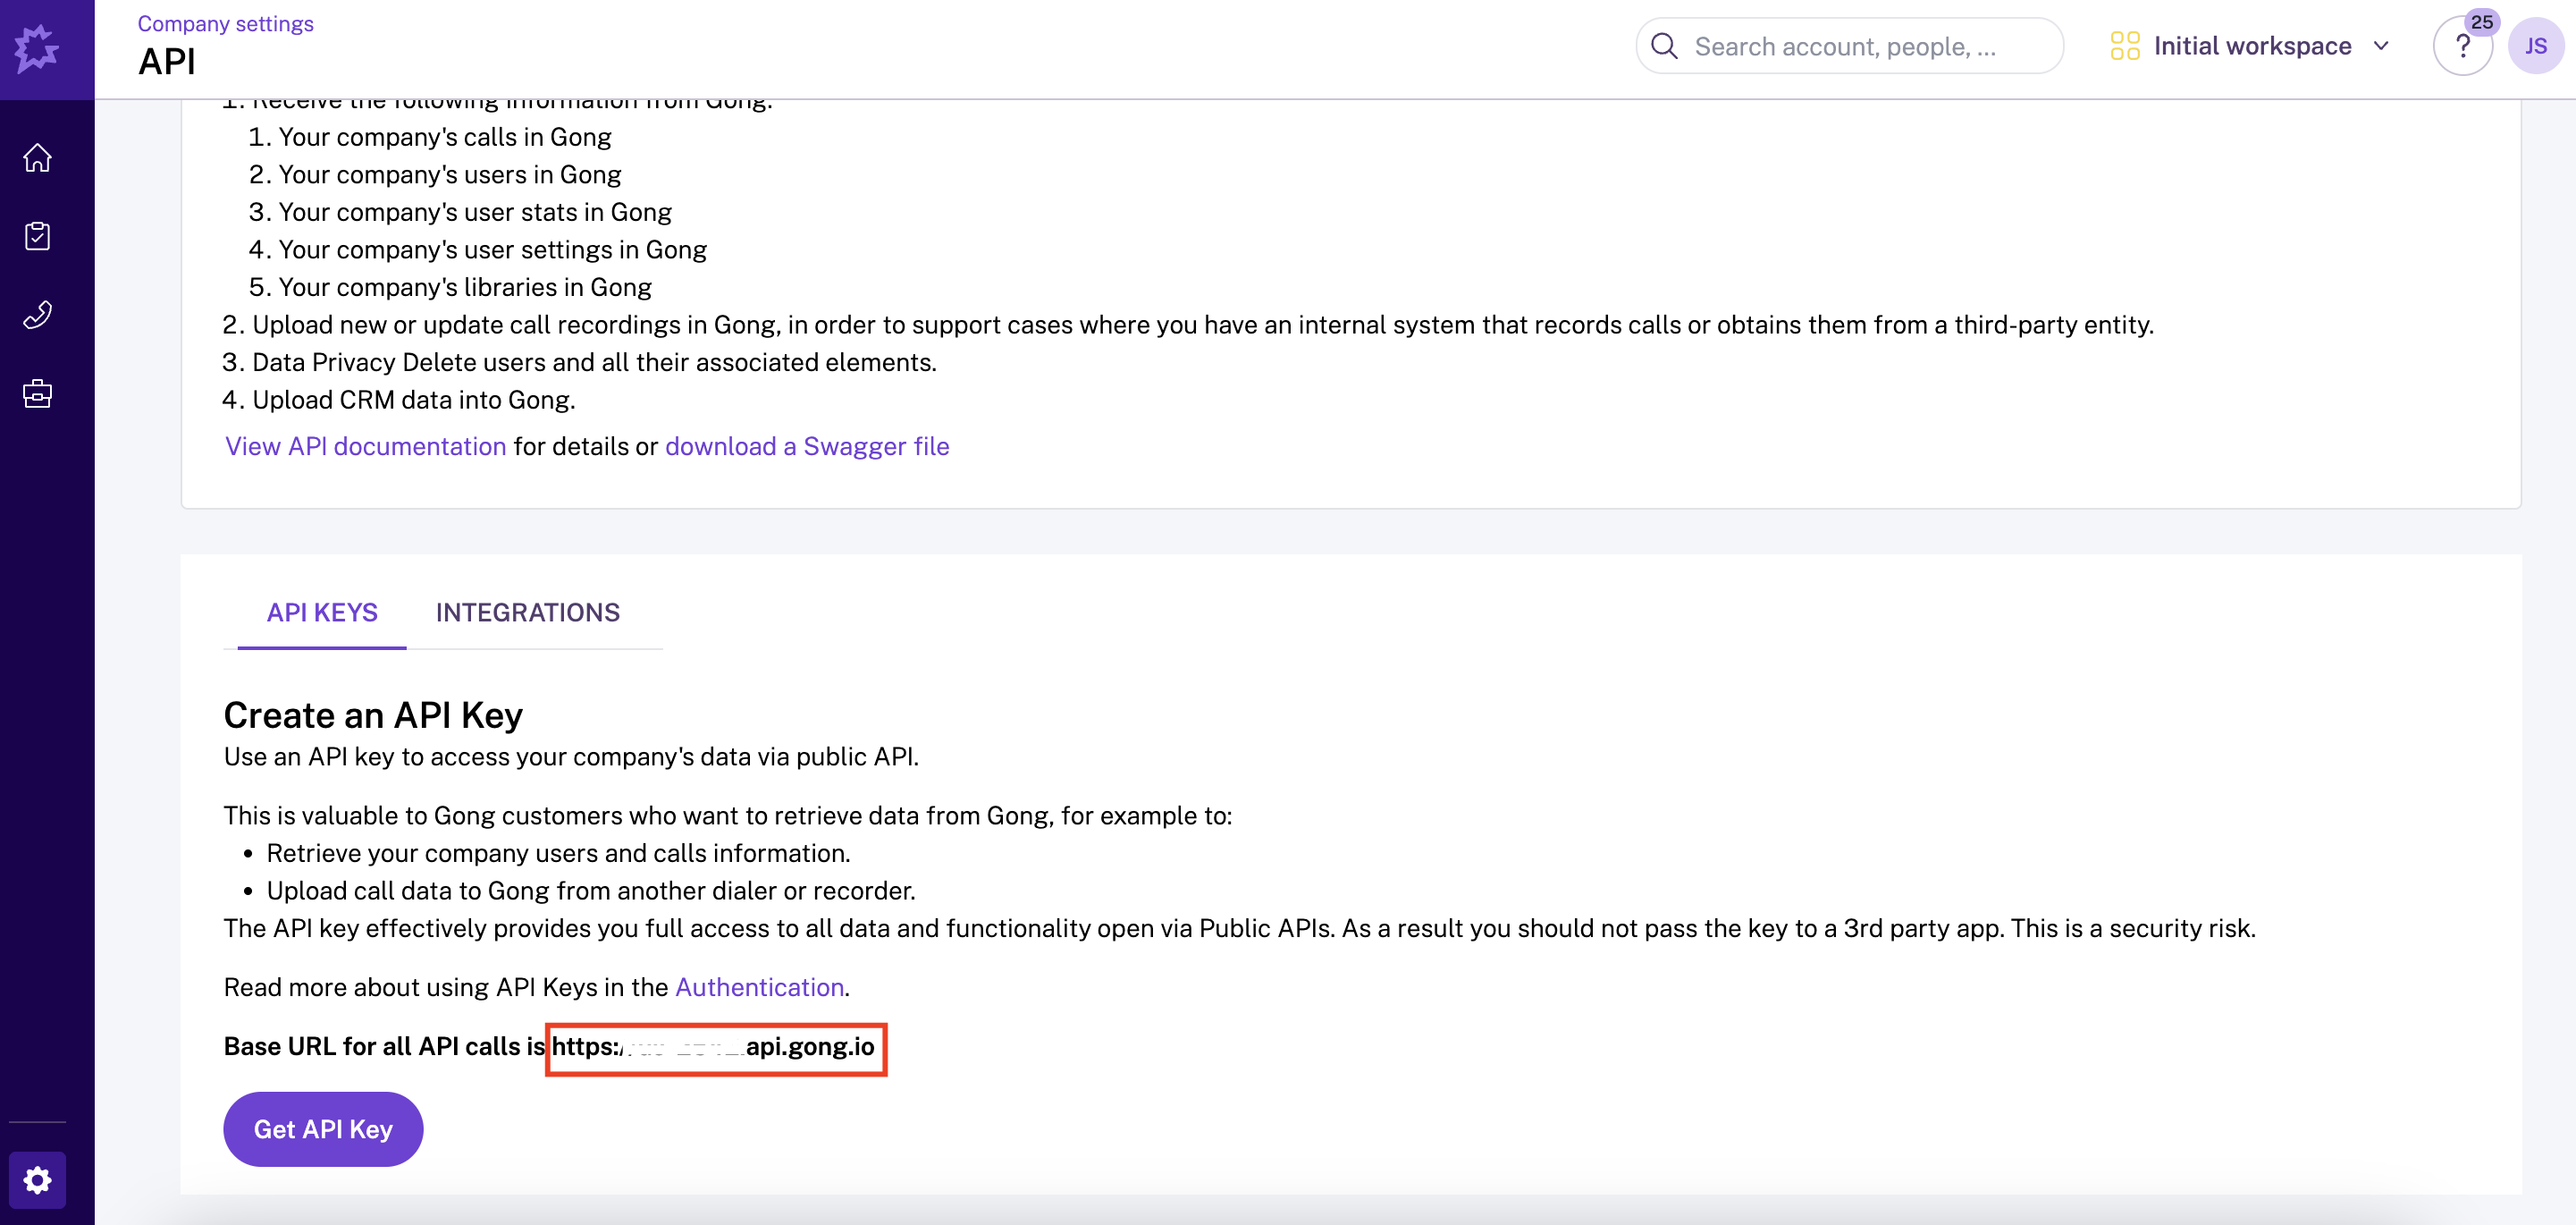 Company settings
API
Search account, people, ...
Initial workspace
25
?
JS
1. Receive the following information from Gong:
1. Your company's calls in Gong
2. Your company's users in Gong
3. Your company's user stats in Gong
4. Your company's user settings in Gong
5. Your company's libraries in Gong
2. Upload new or update call recordings in Gong, in order to support cases where you have an internal system that records calls or obtains them from a third-party entity.
3. Data Privacy Delete users and all their associated elements.
4. Upload CRM data into Gong.
View API documentation for details or download a Swagger file
API KEYS INTEGRATIONS
Create an API Key
Use an API key to access your company's data via public API.
This is valuable to Gong customers who want to retrieve data from Gong, for example to:
• Retrieve your company users and calls information.
• Upload call data to Gong from another dialer or recorder.
The API key effectively provides you full access to all data and functionality open via Public APIs. As a result you should not pass the key to a 3rd party app. This is a security risk.
Read more about using API Keys in the Authentication.
Base URL for all API calls is https:/ api.gong.io
Get API Key